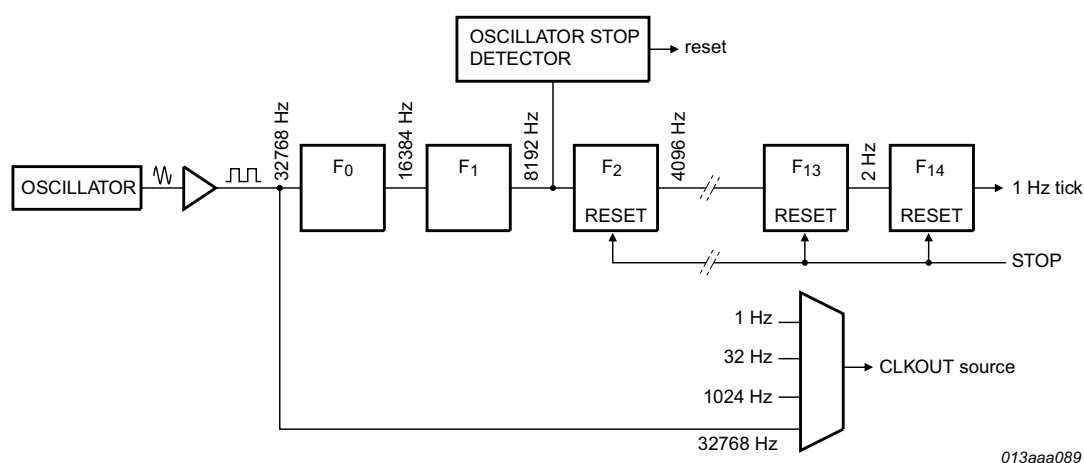 OSCILLATOR STOP
DETECTOR
reset
OSCILLATOR
32768 Hz
F0
16384 Hz
F1
8192 Hz
F2
RESET
4096 Hz
F13
RESET
2 Hz
F14
RESET
1 Hz tick
STOP
1 Hz
32 Hz
1024 Hz
32768 Hz
CLKOUT source
013aaa089